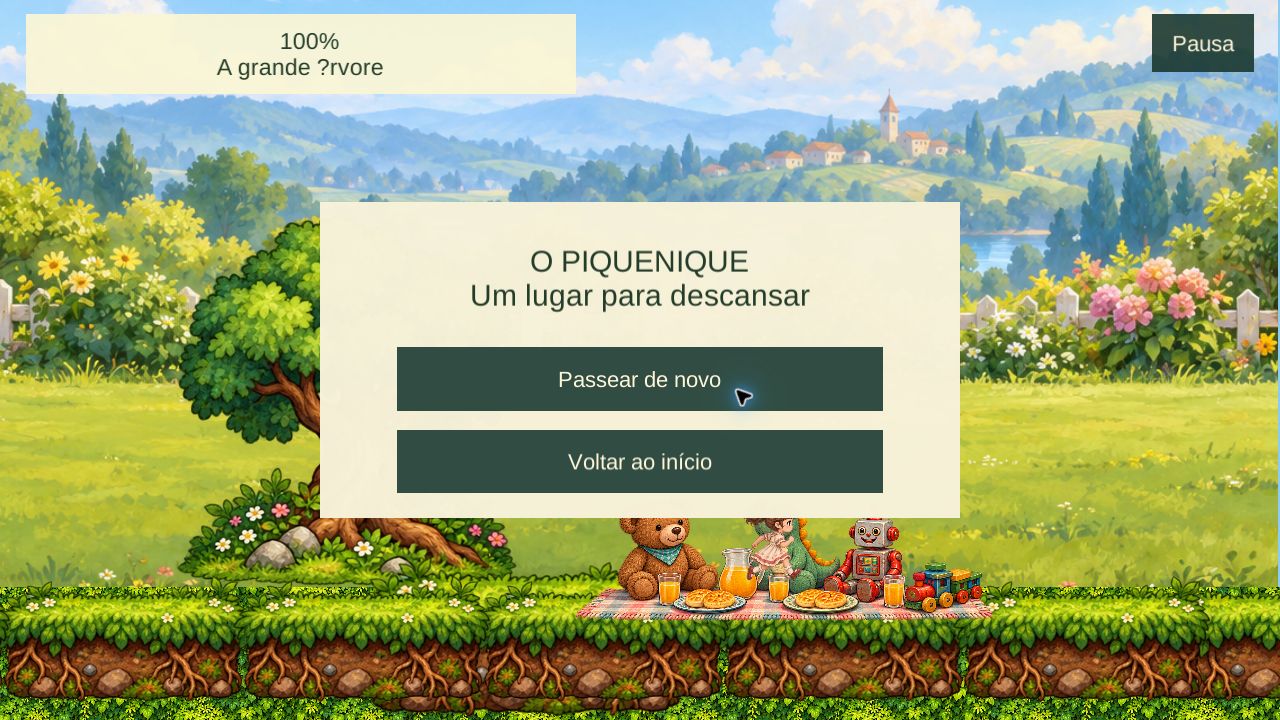 100%
A grande ?rvore
Pausa
O PIQUENIQUE
Um lugar para descansar
Passear de novo
Voltar ao início